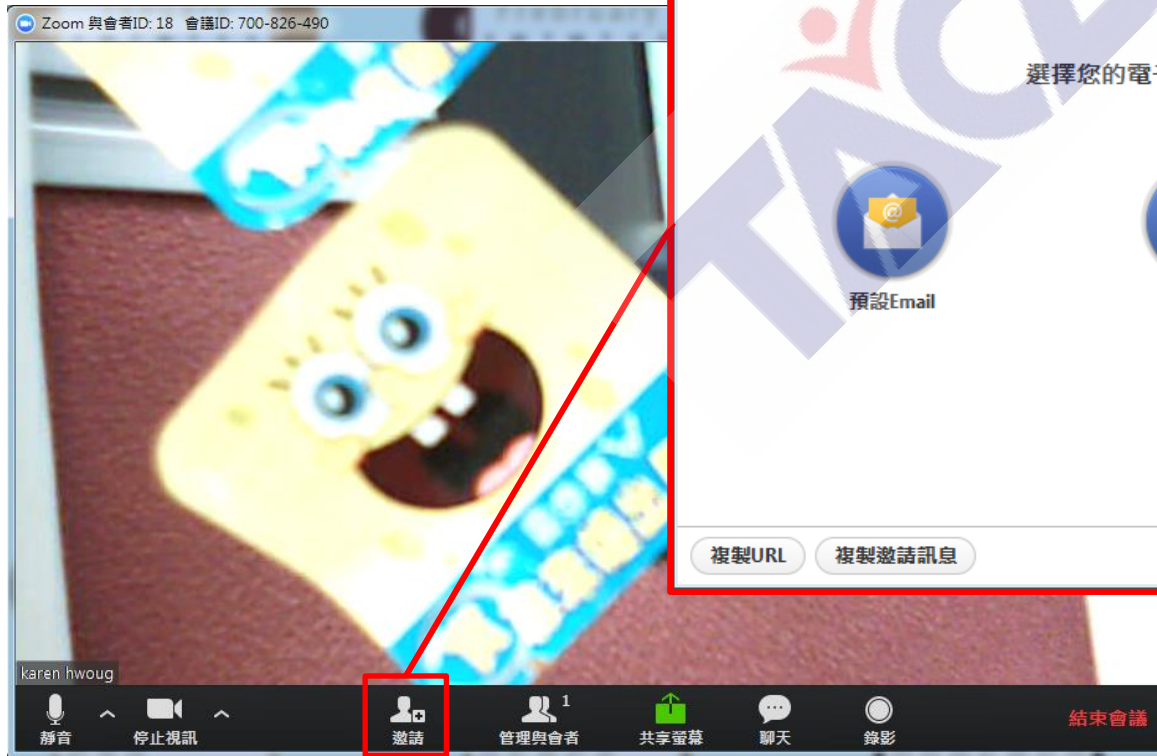 Zoom 與會者ID: 18 會議ID: 700-826-490
選擇您的電
預設Email
複製URL 複製邀請訊息
karen hwoug
1
靜音 停止視訊 邀請 管理與會者 共享螢幕 聊天 錄影 結束會議